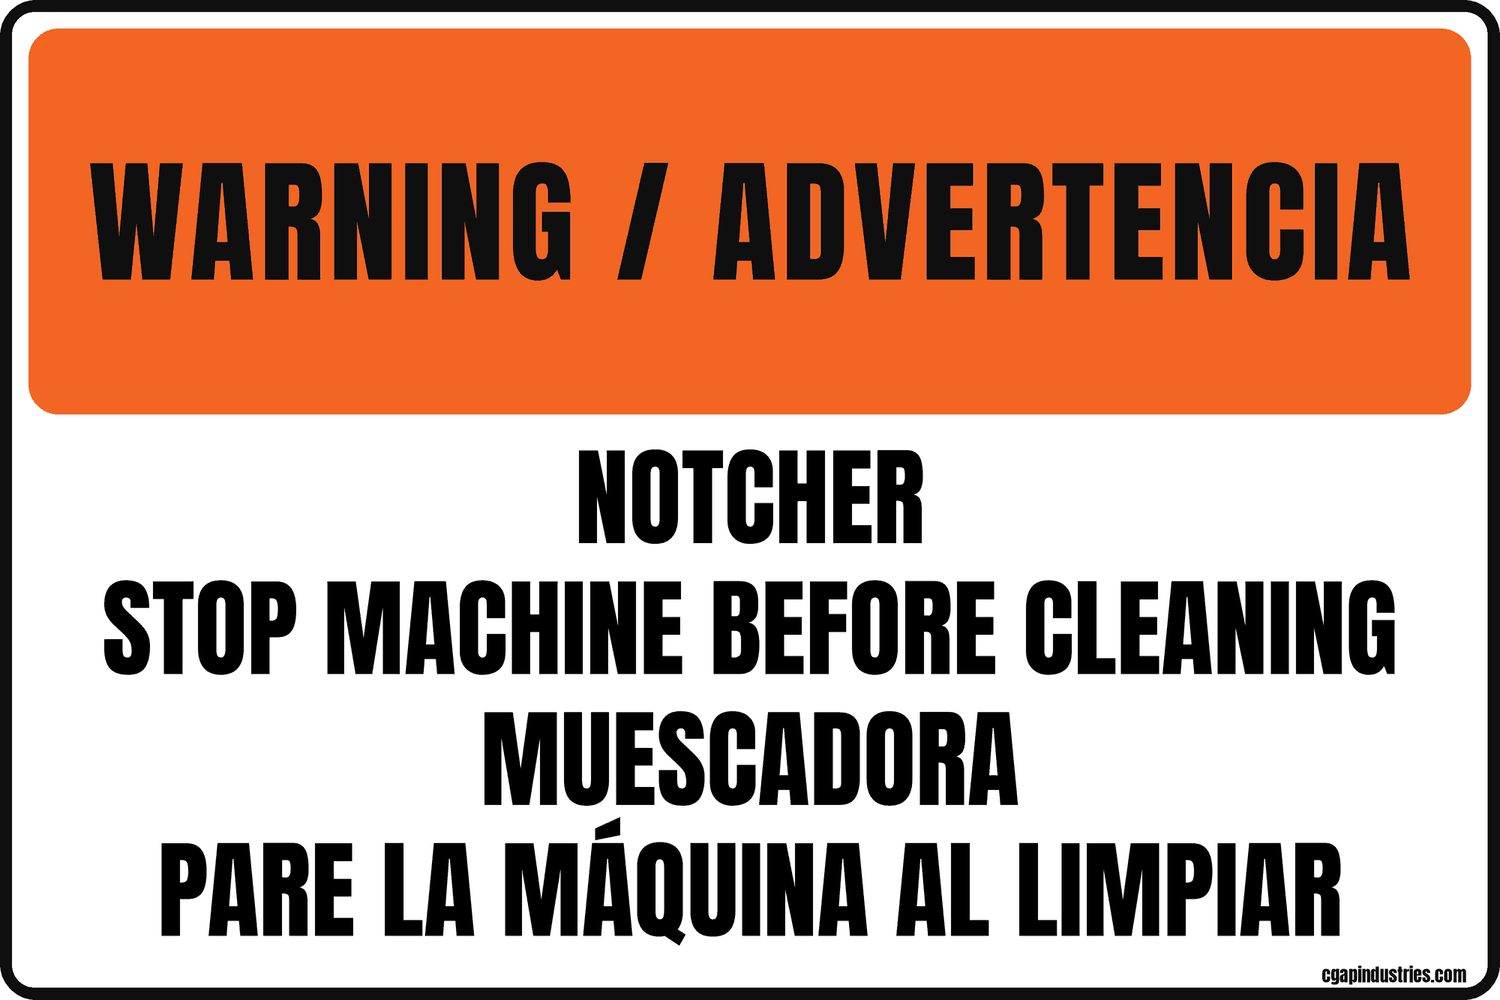 WARNING / ADVERTENCIA
NOTCHER
STOP MACHINE BEFORE CLEANING
MUESCADORA
PARE LA MÁQUINA AL LIMPIAR
cgapindustries.com